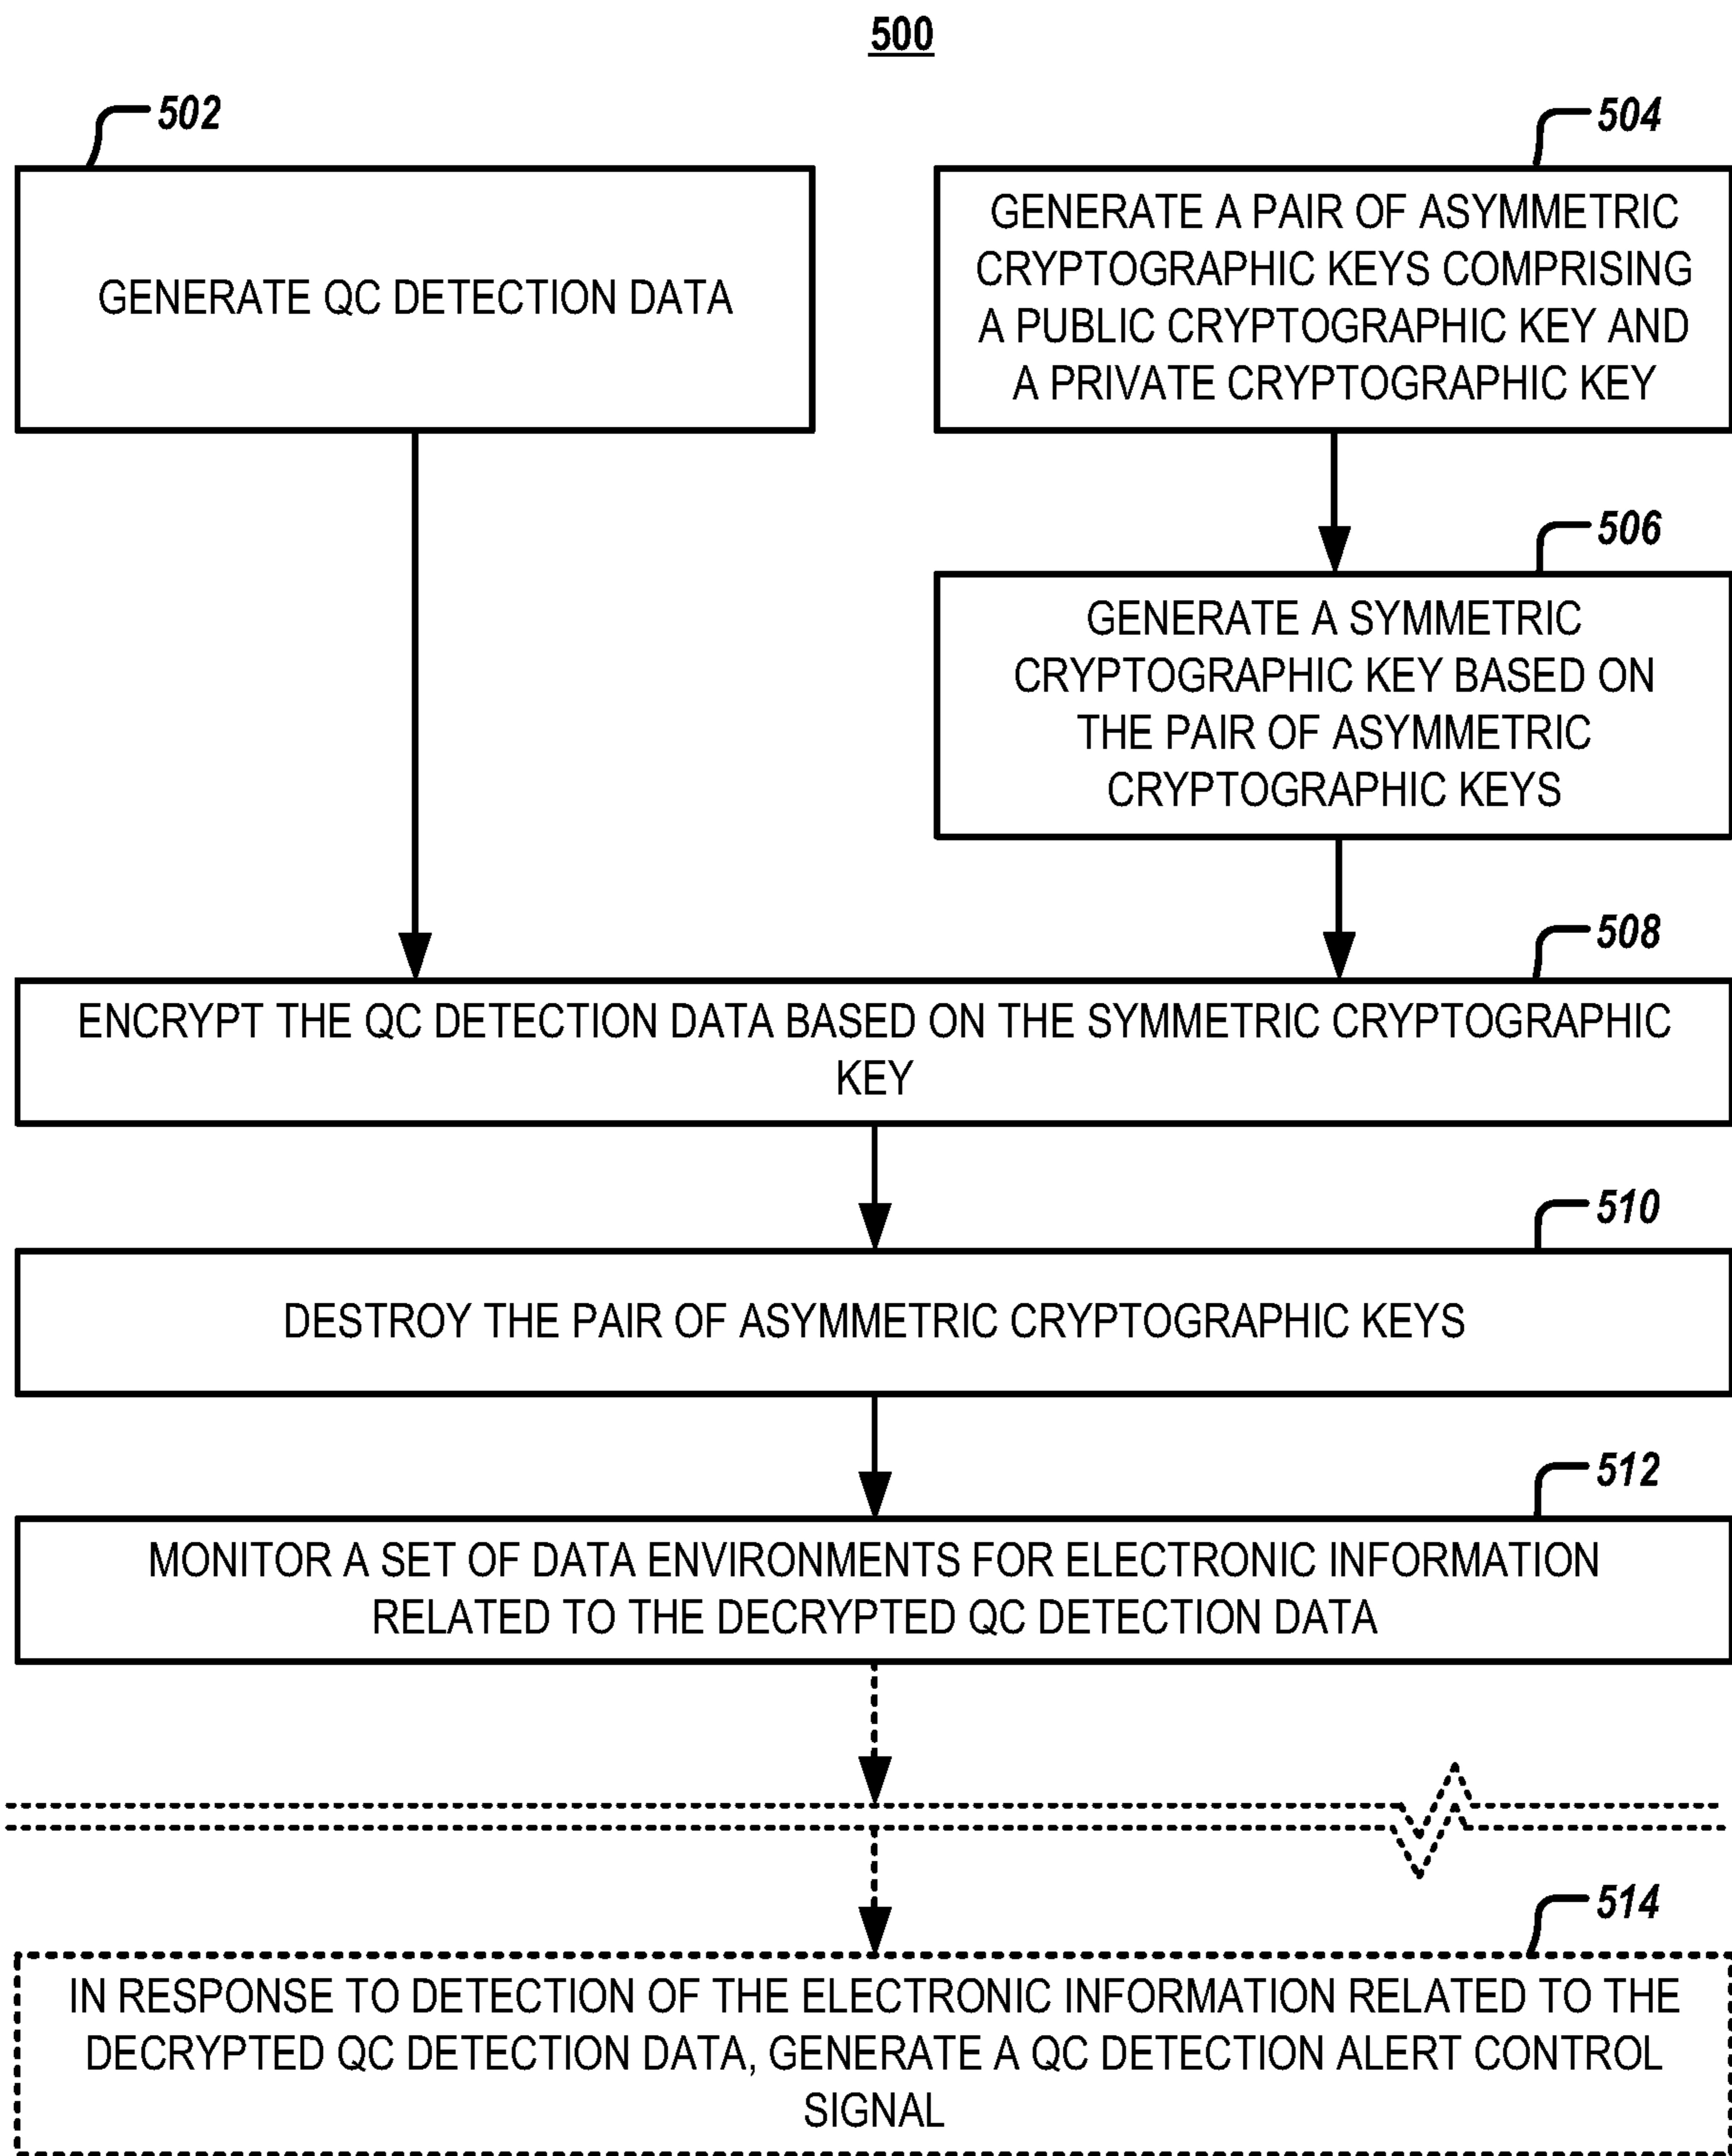 500
502
GENERATE QC DETECTION DATA
504
GENERATE A PAIR OF ASYMMETRIC
CRYPTOGRAPHIC KEYS COMPRISING
A PUBLIC CRYPTOGRAPHIC KEY AND
A PRIVATE CRYPTOGRAPHIC KEY
506
GENERATE A SYMMETRIC
CRYPTOGRAPHIC KEY BASED ON
THE PAIR OF ASYMMETRIC
CRYPTOGRAPHIC KEYS
508
ENCRYPT THE QC DETECTION DATA BASED ON THE SYMMETRIC CRYPTOGRAPHIC
KEY
510
DESTROY THE PAIR OF ASYMMETRIC CRYPTOGRAPHIC KEYS
512
MONITOR A SET OF DATA ENVIRONMENTS FOR ELECTRONIC INFORMATION
RELATED TO THE DECRYPTED QC DETECTION DATA
514
IN RESPONSE TO DETECTION OF THE ELECTRONIC INFORMATION RELATED TO THE
DECRYPTED QC DETECTION DATA, GENERATE A QC DETECTION ALERT CONTROL
SIGNAL